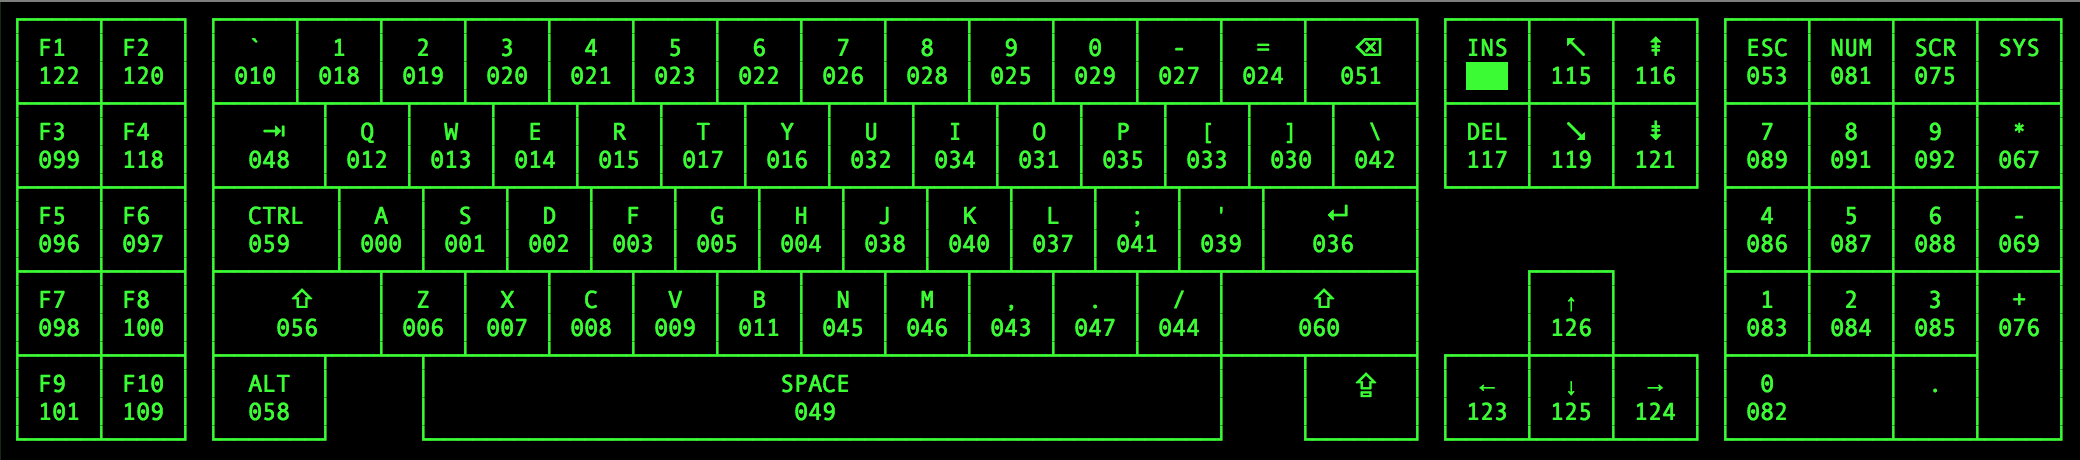 F1 F2 ` 1 2 3 4 5 6 7 8 9 0 - = ⌫ INS ↖ ⇞ ESC NUM SCR SYS
122 120 010 018 019 020 021 023 022 026 028 025 029 027 024 051 115 116 053 081 075
F3 F4 ⇥ Q W E R T Y U I O P [ ] \ DEL ↘ ⇟ 7 8 9 *
099 118 048 012 013 014 015 017 016 032 034 031 035 033 030 042 117 119 121 089 091 092 067
F5 F6 CTRL A S D F G H J K L ; ' ↵ 4 5 6 -
096 097 059 000 001 002 003 005 004 038 040 037 041 039 036 086 087 088 069
F7 F8 ⇧ Z X C V B N M , . / ⇧ ↑ 1 2 3 +
098 100 056 006 007 008 009 011 045 046 043 047 044 060 126 083 084 085 076
F9 F10 ALT SPACE ⇪ ← ↓ → 0 .
101 109 058 049 123 125 124 082